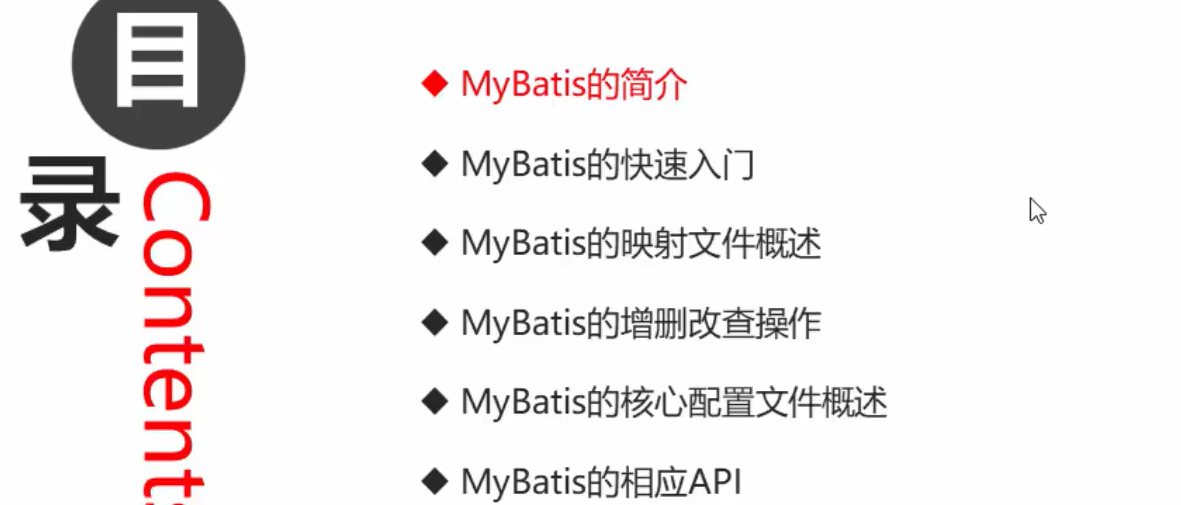 目录
Contents
MyBatis的简介
MyBatis的快速入门
MyBatis的映射文件概述
MyBatis的增删改查操作
MyBatis的核心配置文件概述
MyBatis的相应API